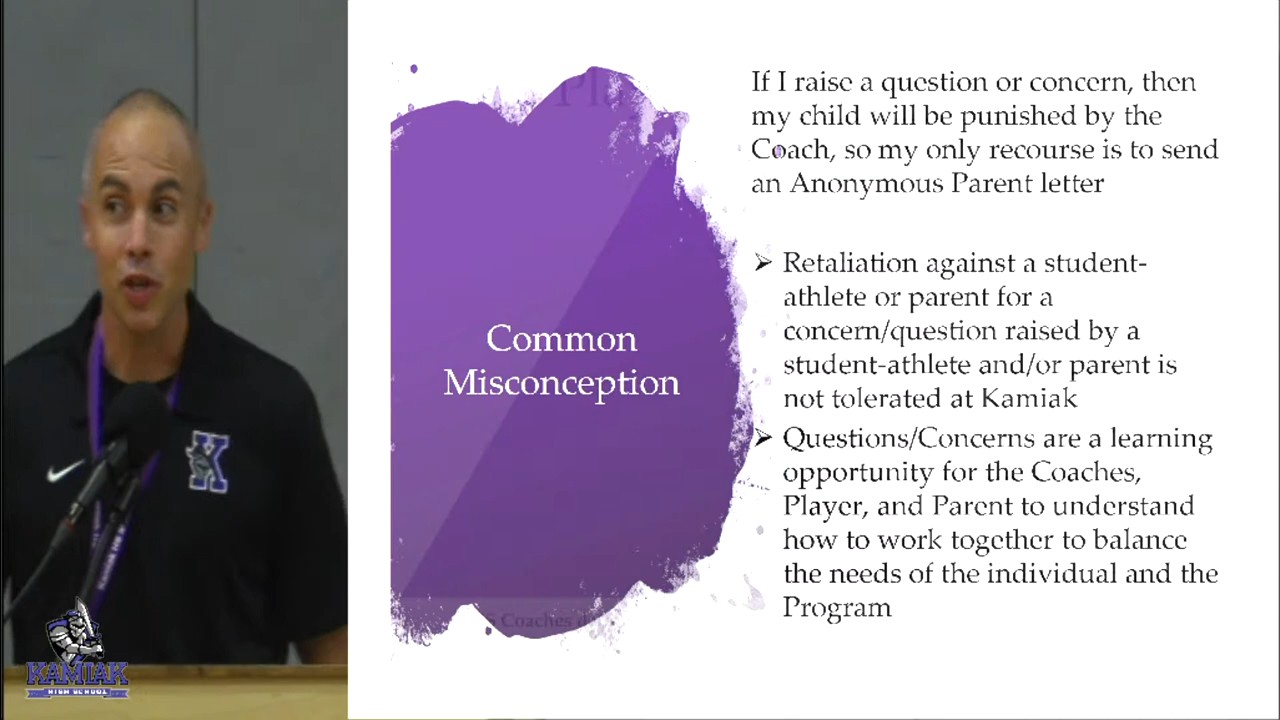 If I raise a question or concern, then
my child will be punished by the
Coach, so my only recourse is to send
an Anonymous Parent letter
➢ Retaliation against a student-
athlete or parent for a
concern/question raised by a
student-athlete and/or parent is
not tolerated at Kamiak
➢ Questions/Concerns are a learning
opportunity for the Coaches,
Player, and Parent to understand
how to work together to balance
the needs of the individual and the
Program
Common
Misconception
K
KAMIAK
HIGH SCHOOL